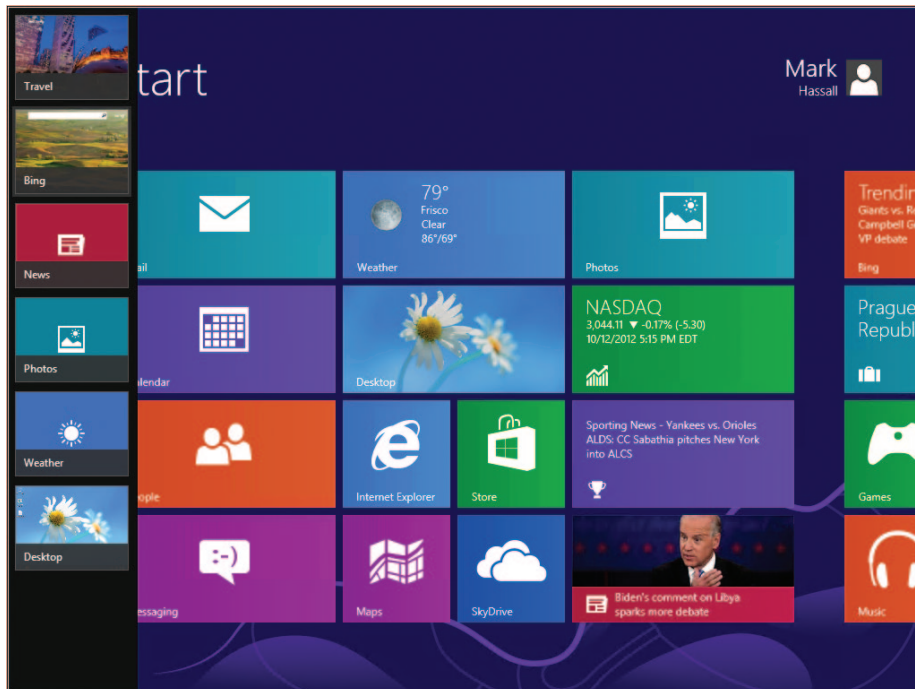 Travel
Bing
News
Photos
Weather
Desktop
tart
Mark
Hassall
ail
79°
Frisco
Clear
86°/69°
Weather
Photos
Trendin
Giants vs. R
Campbell G
VP debate
Bing
alendar
Desktop
NASDAQ
3,044.11 ▼ -0.17% (-5.30)
10/12/2012 5:15 PM EDT
Prague
Republ
eople
Internet Explorer
Store
Sporting News - Yankees vs. Orioles
ALDS: CC Sabathia pitches New York
into ALCS
Games
:-)
essaging
Maps
SkyDrive
Biden's comment on Libya
sparks more debate
Music